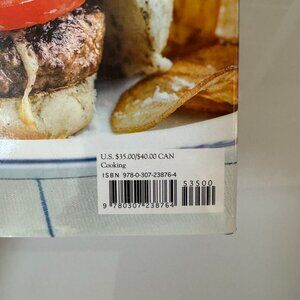 U.S. $35.00/$40.00 CAN
Cooking
ISBN 978-0-307-23876-4
53500
9 780307 238764